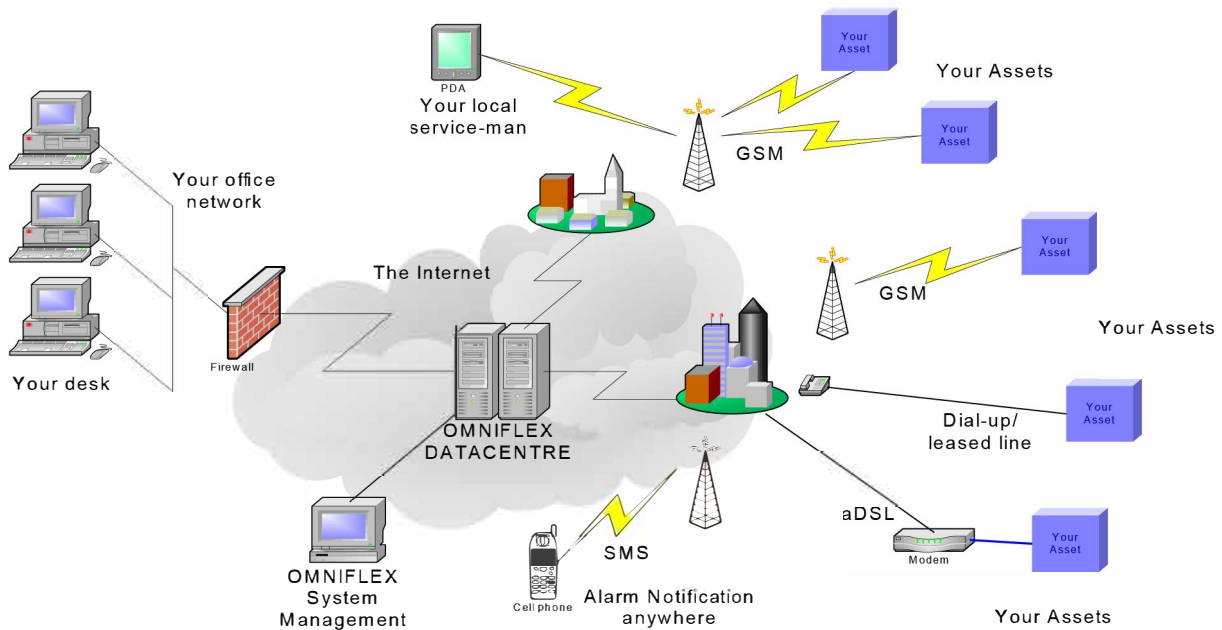 Your
Asset
Your Assets
PDA
Your local
service-man
Your
Asset
GSM
Your office
network
Your
Asset
The Internet
GSM
Your Assets
Firewall
Your desk
Your
Asset
Dial-up/
leased line
OMNIFLEX
DATACENTRE
aDSL
Your
Asset
Modem
SMS
OMNIFLEX
System
Management
Cell phone
Alarm Notification
anywhere
Your Assets